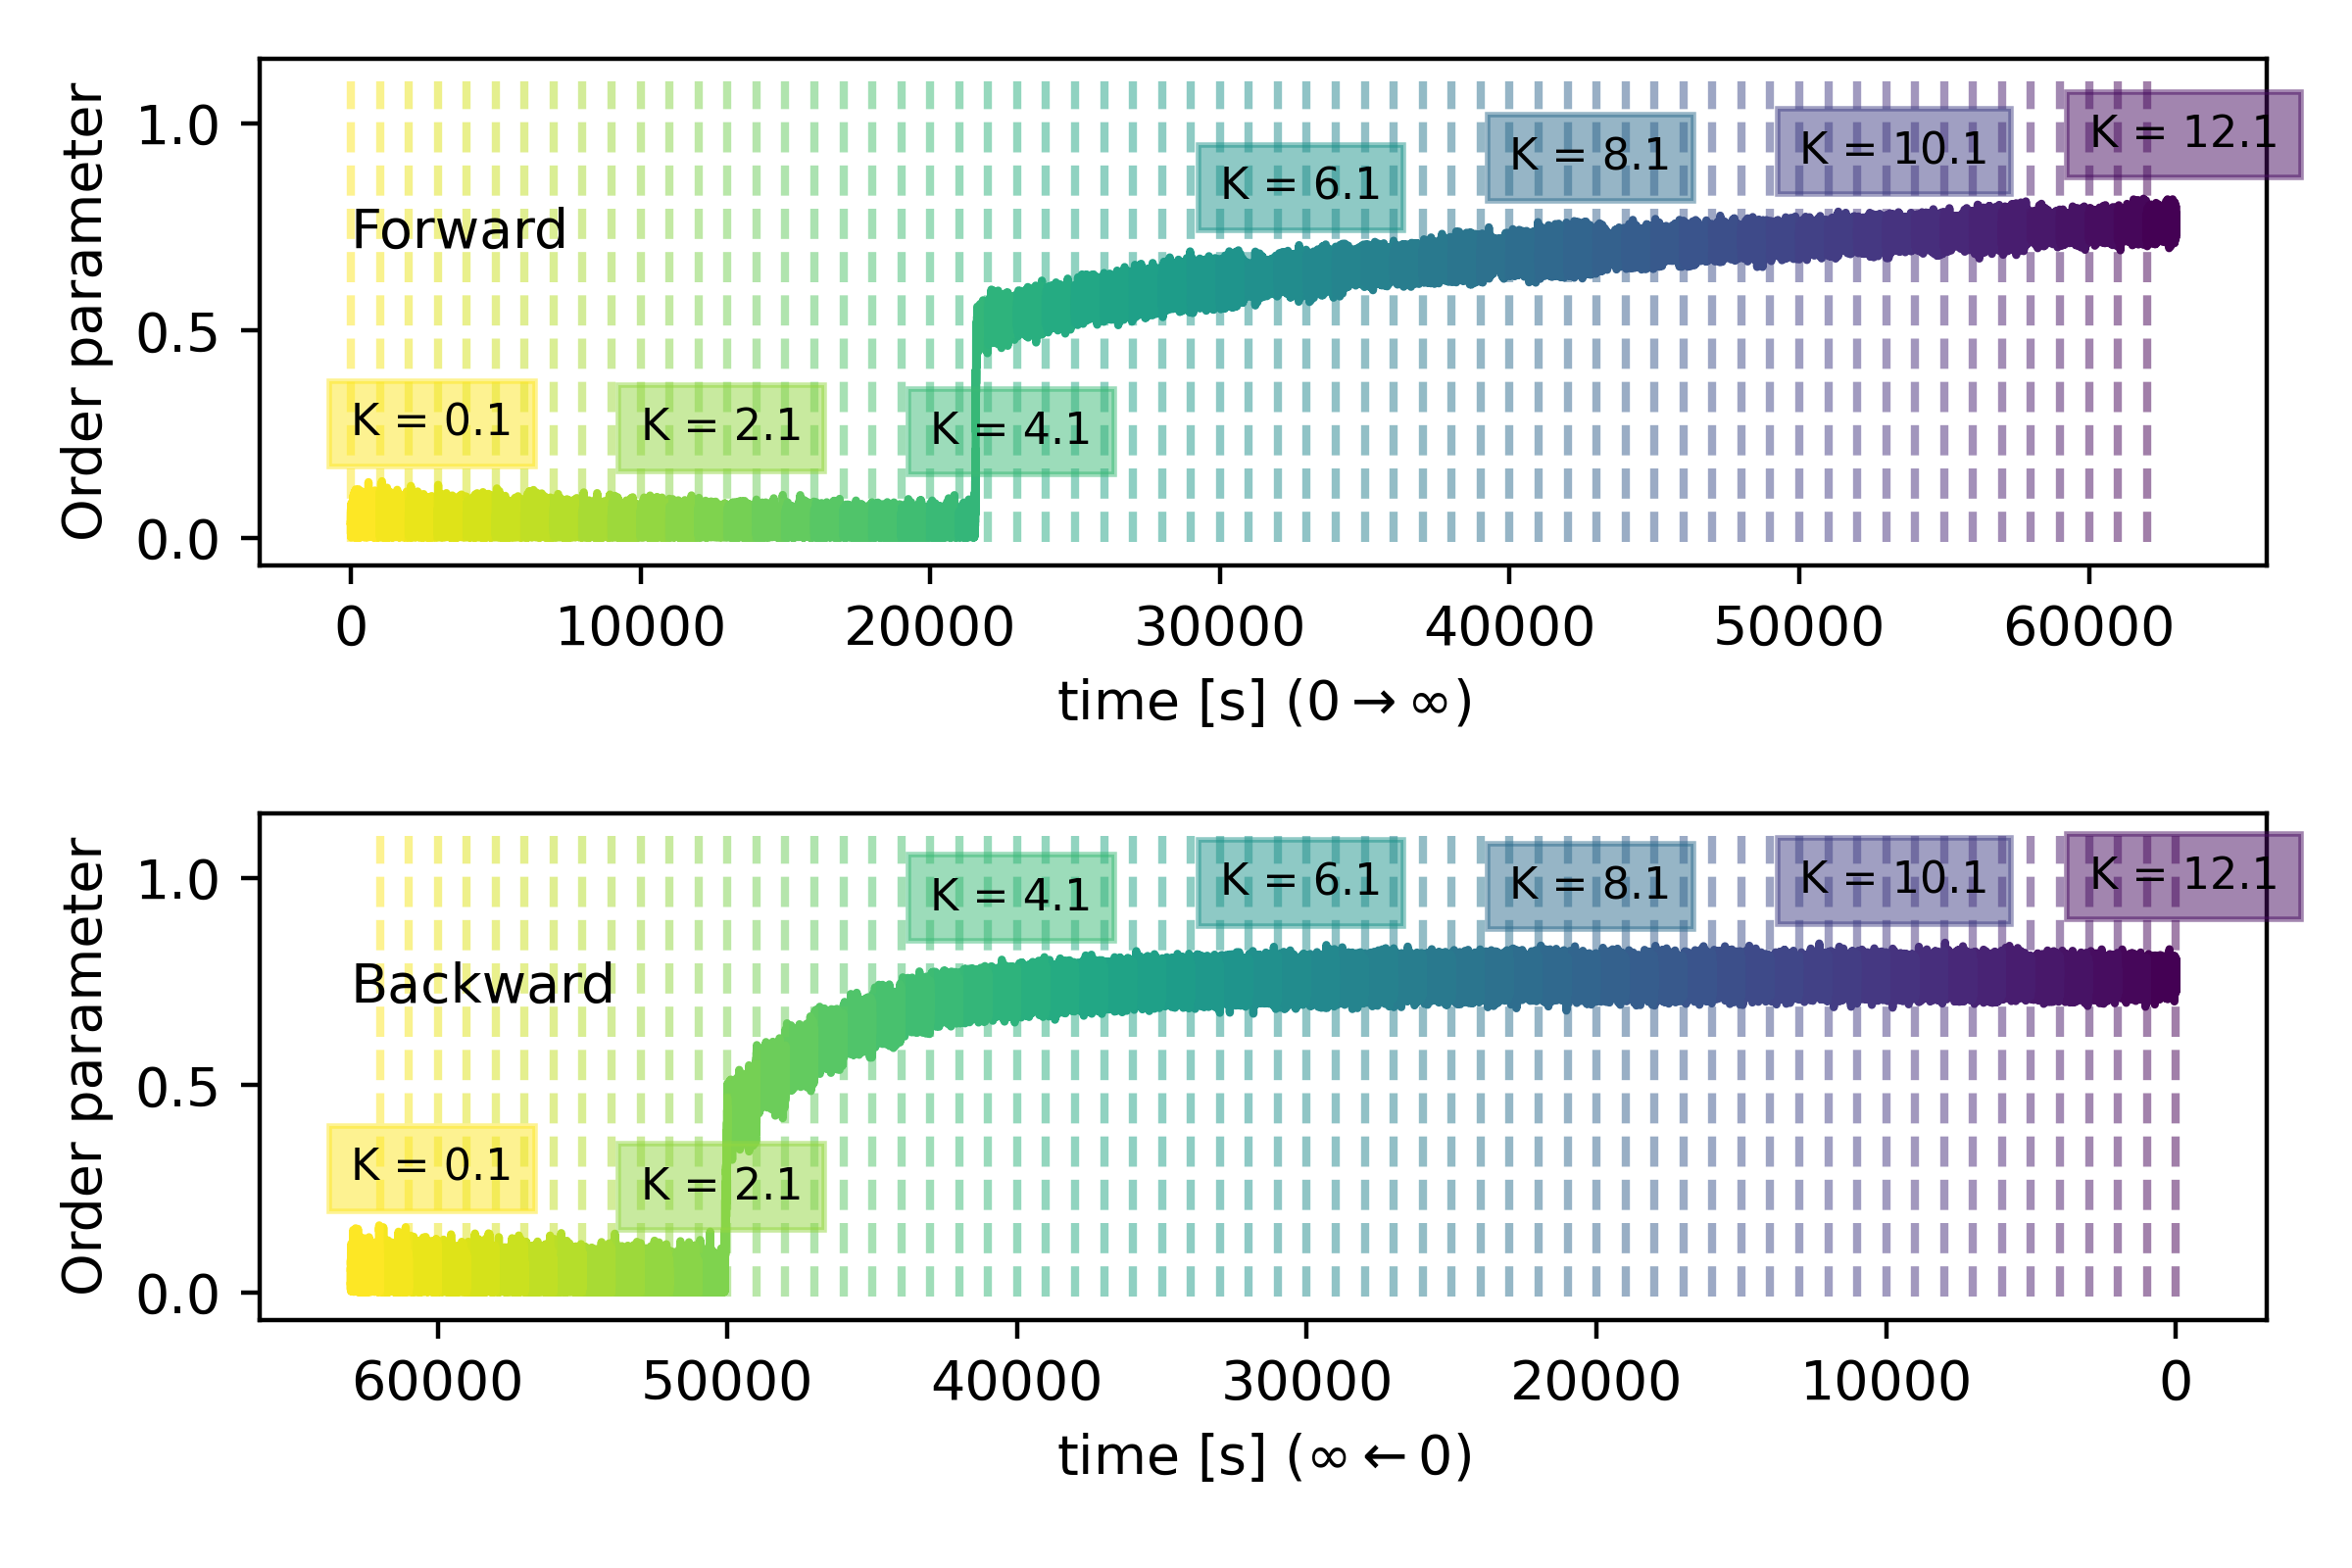 Order parameter
1.0
0.5
0.0
Forward
K = 0.1
K = 2.1
K = 4.1
K = 6.1
K = 8.1
K = 10.1
K = 12.1
0 10000 20000 30000 40000 50000 60000
time [s] (0 → ∞)
Order parameter
1.0
0.5
0.0
Backward
K = 0.1
K = 2.1
K = 4.1
K = 6.1
K = 8.1
K = 10.1
K = 12.1
60000 50000 40000 30000 20000 10000 0
time [s] (∞ ← 0)